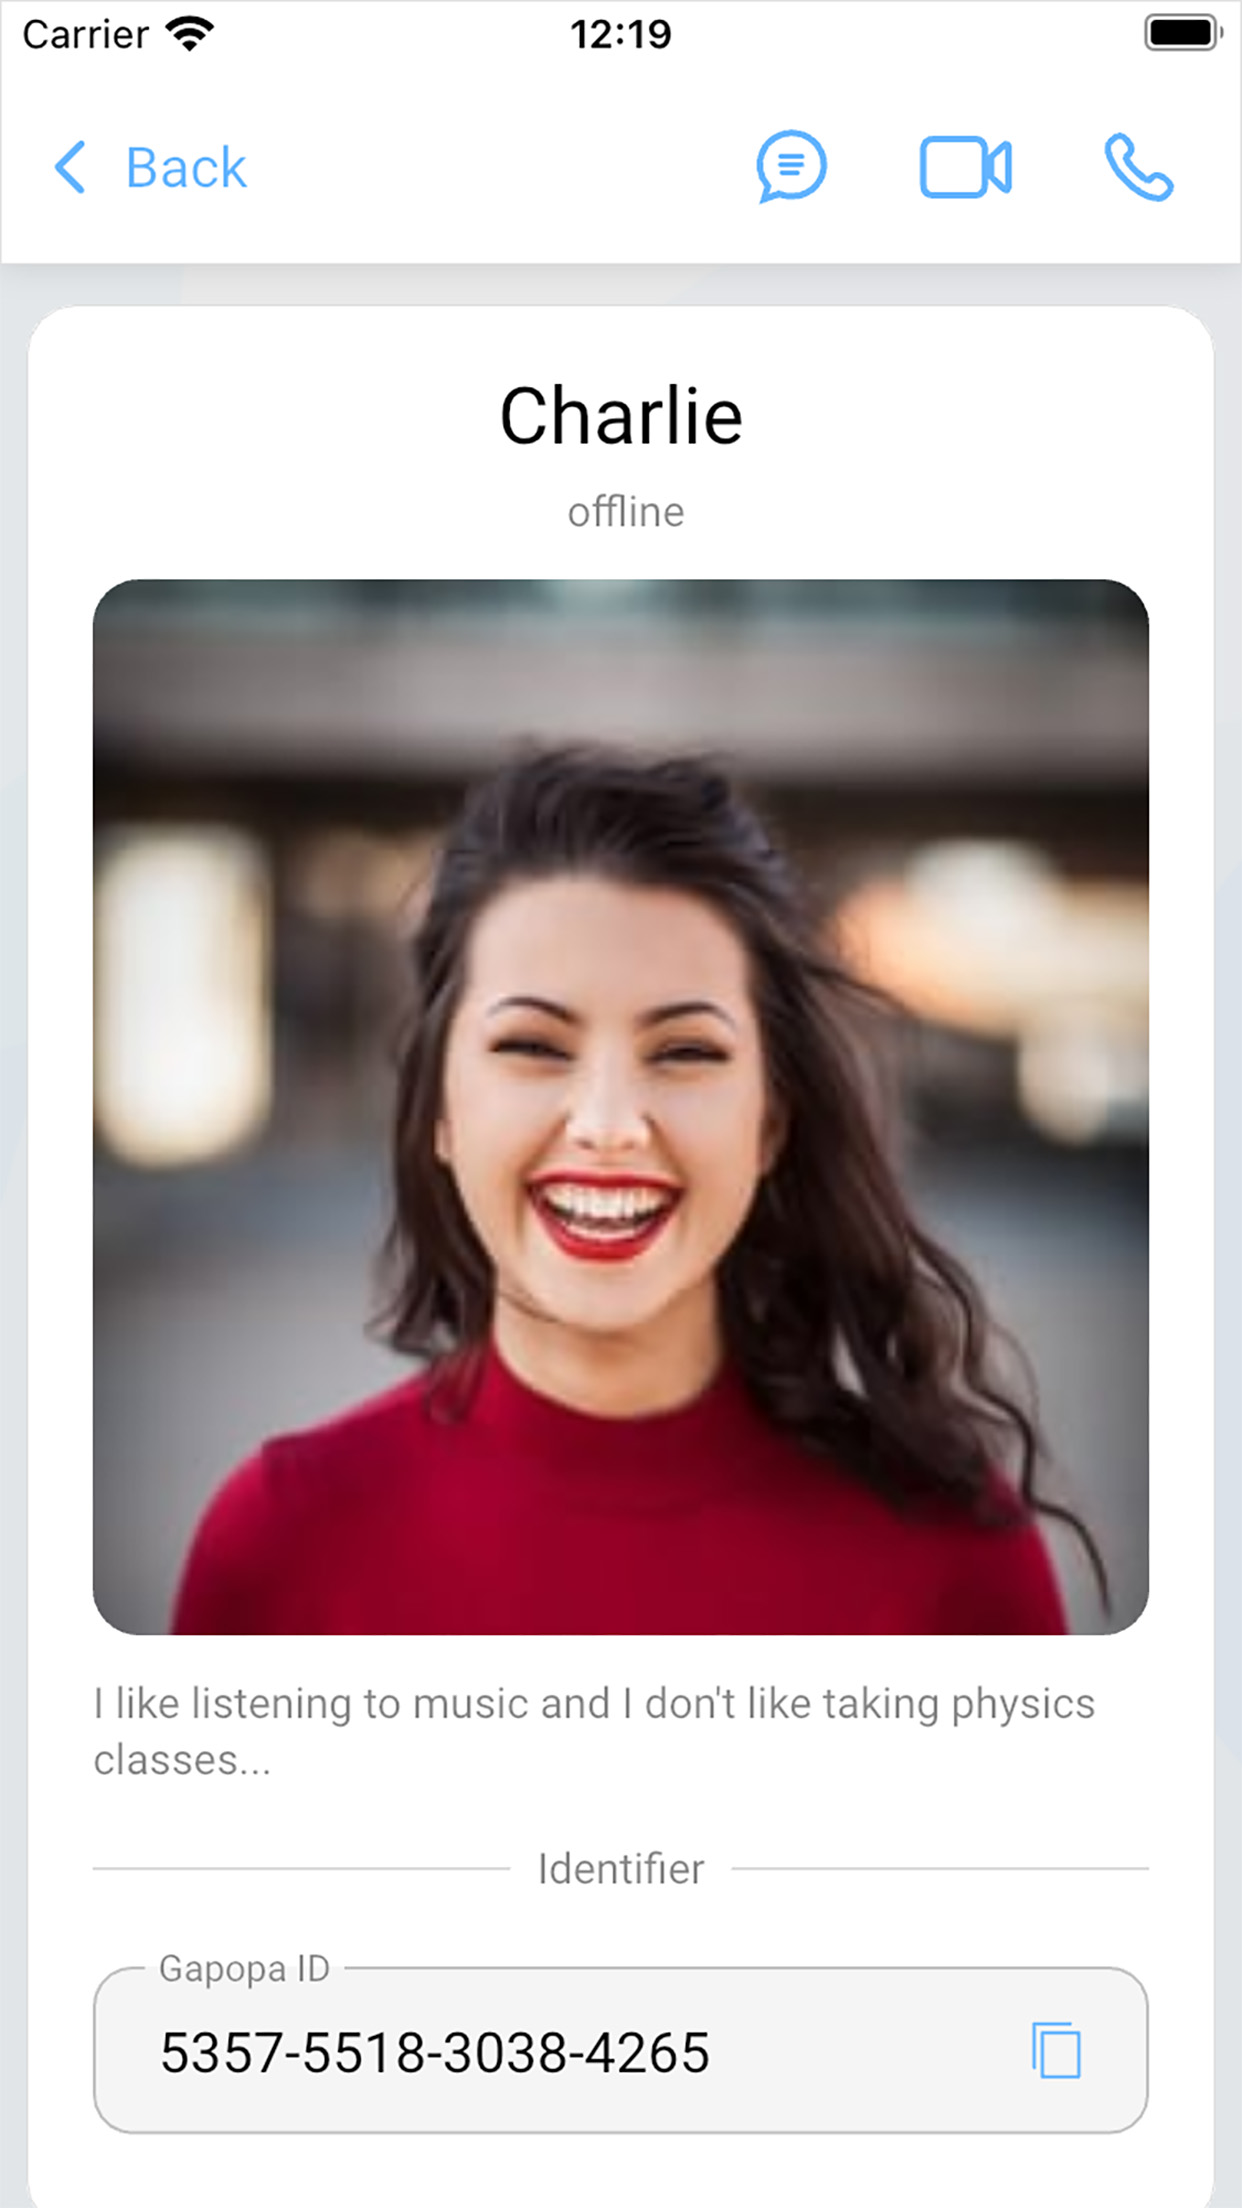 Carrier 12:19
Back
Charlie
offline
I like listening to music and I don't like taking physics
classes...
Identifier
Gapopa ID
5357-5518-3038-4265